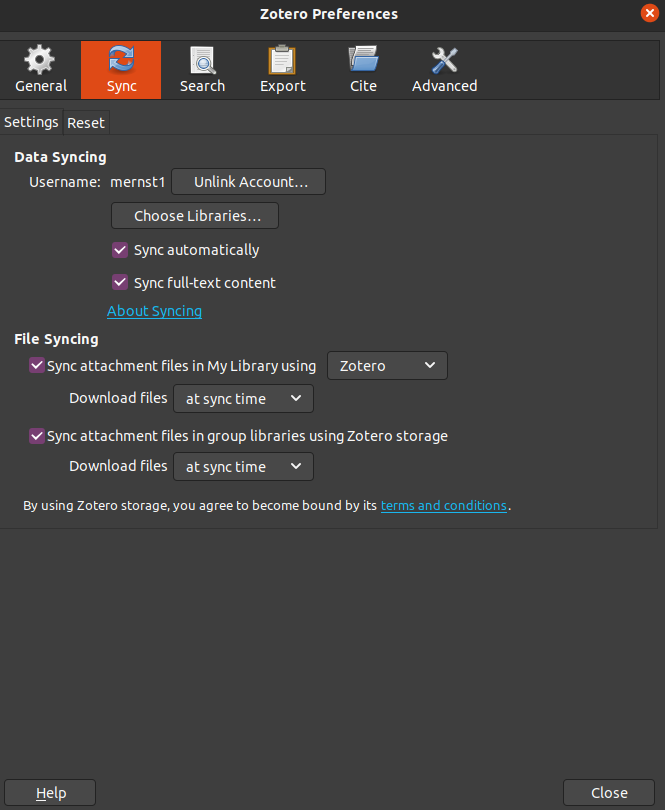 Zotero Preferences
General Sync Search Export Cite Advanced
Settings Reset
Data Syncing
Username: mernst1 Unlink Account...
Choose Libraries...
Sync automatically
Sync full-text content
About Syncing
File Syncing
Sync attachment files in My Library using Zotero
Download files at sync time
Sync attachment files in group libraries using Zotero storage
Download files at sync time
By using Zotero storage, you agree to become bound by its terms and conditions.
Help Close